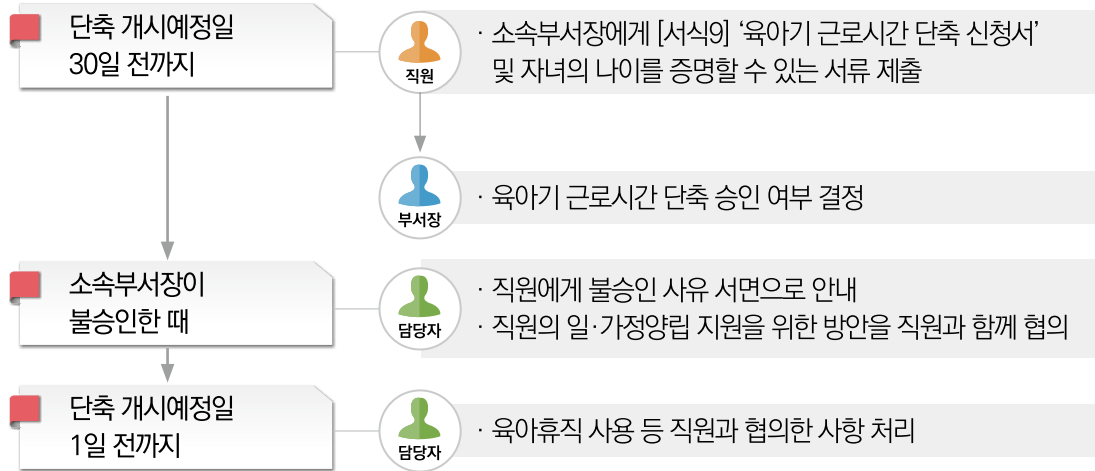 단축 개시예정일
30일 전까지
직원
· 소속부서장에게 [서식9] ‘육아기 근로시간 단축 신청서’
및 자녀의 나이를 증명할 수 있는 서류 제출
부서장
· 육아기 근로시간 단축 승인 여부 결정
소속부서장이
불승인한 때
담당자
· 직원에게 불승인 사유 서면으로 안내
· 직원의 일·가정양립 지원을 위한 방안을 직원과 함께 협의
단축 개시예정일
1일 전까지
담당자
· 육아휴직 사용 등 직원과 협의한 사항 처리